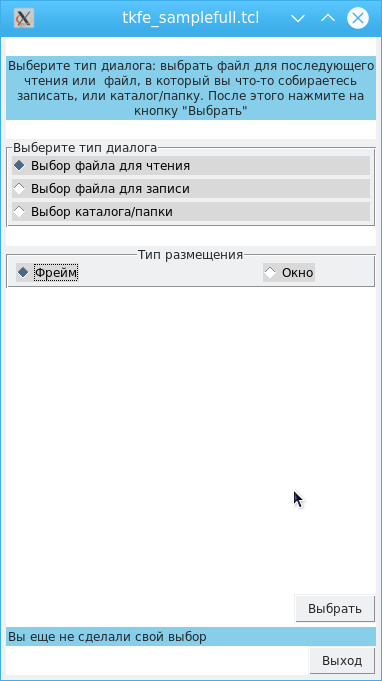 tkfe_samplefull.tcl
Выберите тип диалога: выбрать файл для последующего
чтения или  файл, в который вы что-то собираетесь
записать, или каталог/папку. После этого нажмите на
кнопку "Выбрать"
Выберите тип диалога
Выбор файла для чтения
Выбор файла для записи
Выбор каталога/папки
Тип размещения
Фрейм Окно
Выбрать
Вы еще не сделали свой выбор
Выход